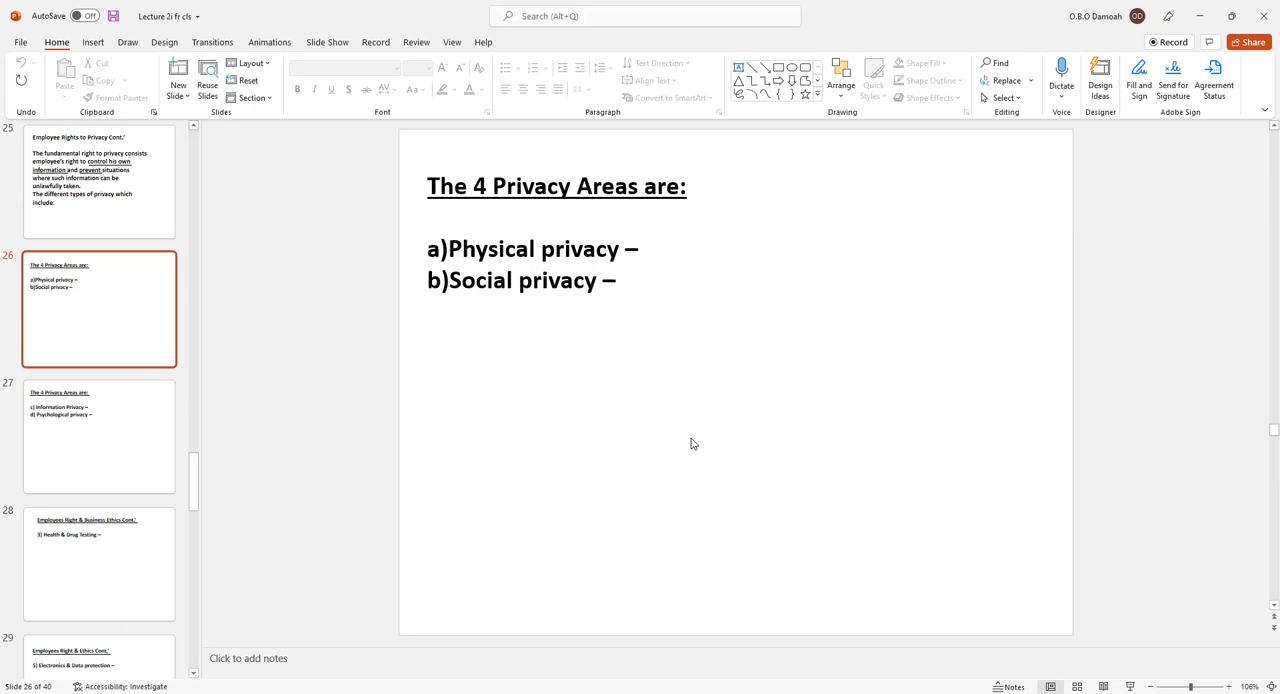 AutoSave Off Lecture 2i fr cls Search (Alt+Q) O.B.O Damoah OD
File Home Insert Draw Design Transitions Animations Slide Show Record Review View Help Record Share
Paste Cut Copy Format Painter
New Slide Reuse Slides Layout Reset Section
B I U S ab AV Aa A
Text Direction Align Text Convert to SmartArt
Arrange Quick Styles Shape Fill Shape Outline Shape Effects
Find Replace Select
Dictate Design Ideas Fill and Sign Send for Signature Agreement Status
Undo Clipboard Slides Font Paragraph Drawing Editing Voice Designer Adobe Sign
25
Employee Rights to Privacy Cont.'
The fundamental right to privacy consists
employee's right to control his own
information and prevent situations
where such information can be
unlawfully taken.
The different types of privacy which
include:
26
The 4 Privacy Areas are:
a)Physical privacy –
b)Social privacy –
27
The 4 Privacy Areas are:
c) Information Privacy –
d) Psychological privacy –
28
Employees Right & Business Ethics Cont.'
3) Health & Drug Testing –
29
Employees Right & Ethics Cont,'
5) Electronics & Data protection –
The 4 Privacy Areas are:
a)Physical privacy –
b)Social privacy –
Click to add notes
Slide 26 of 40 Accessibility: Investigate Notes 106%